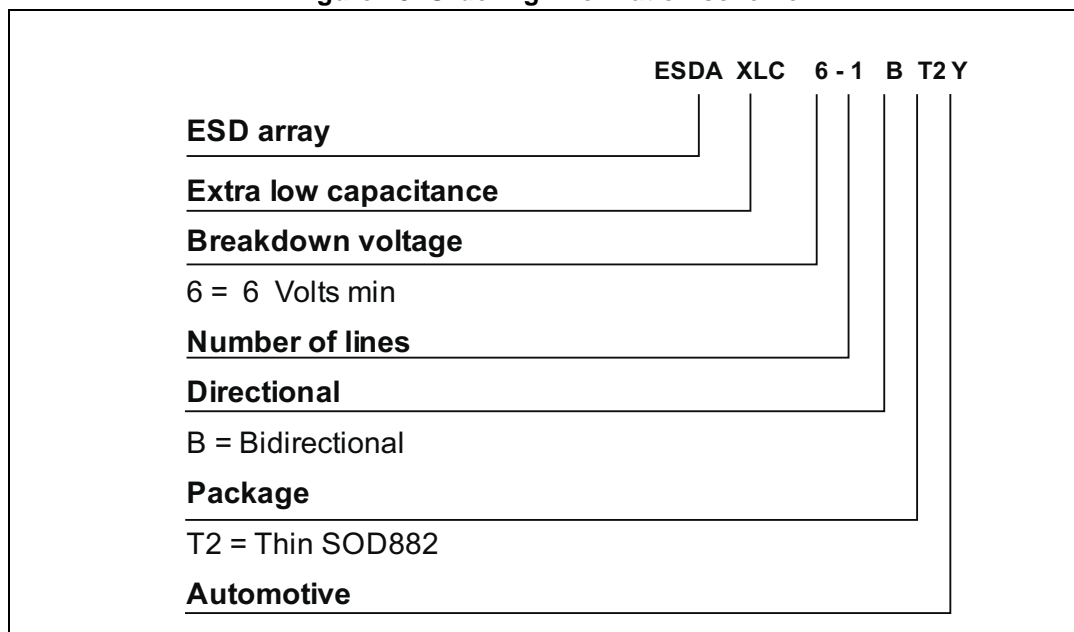 ESDA XLC 6 - 1 B T2 Y
ESD array
Extra low capacitance
Breakdown voltage
6 = 6 Volts min
Number of lines
Directional
B = Bidirectional
Package
T2 = Thin SOD882
Automotive